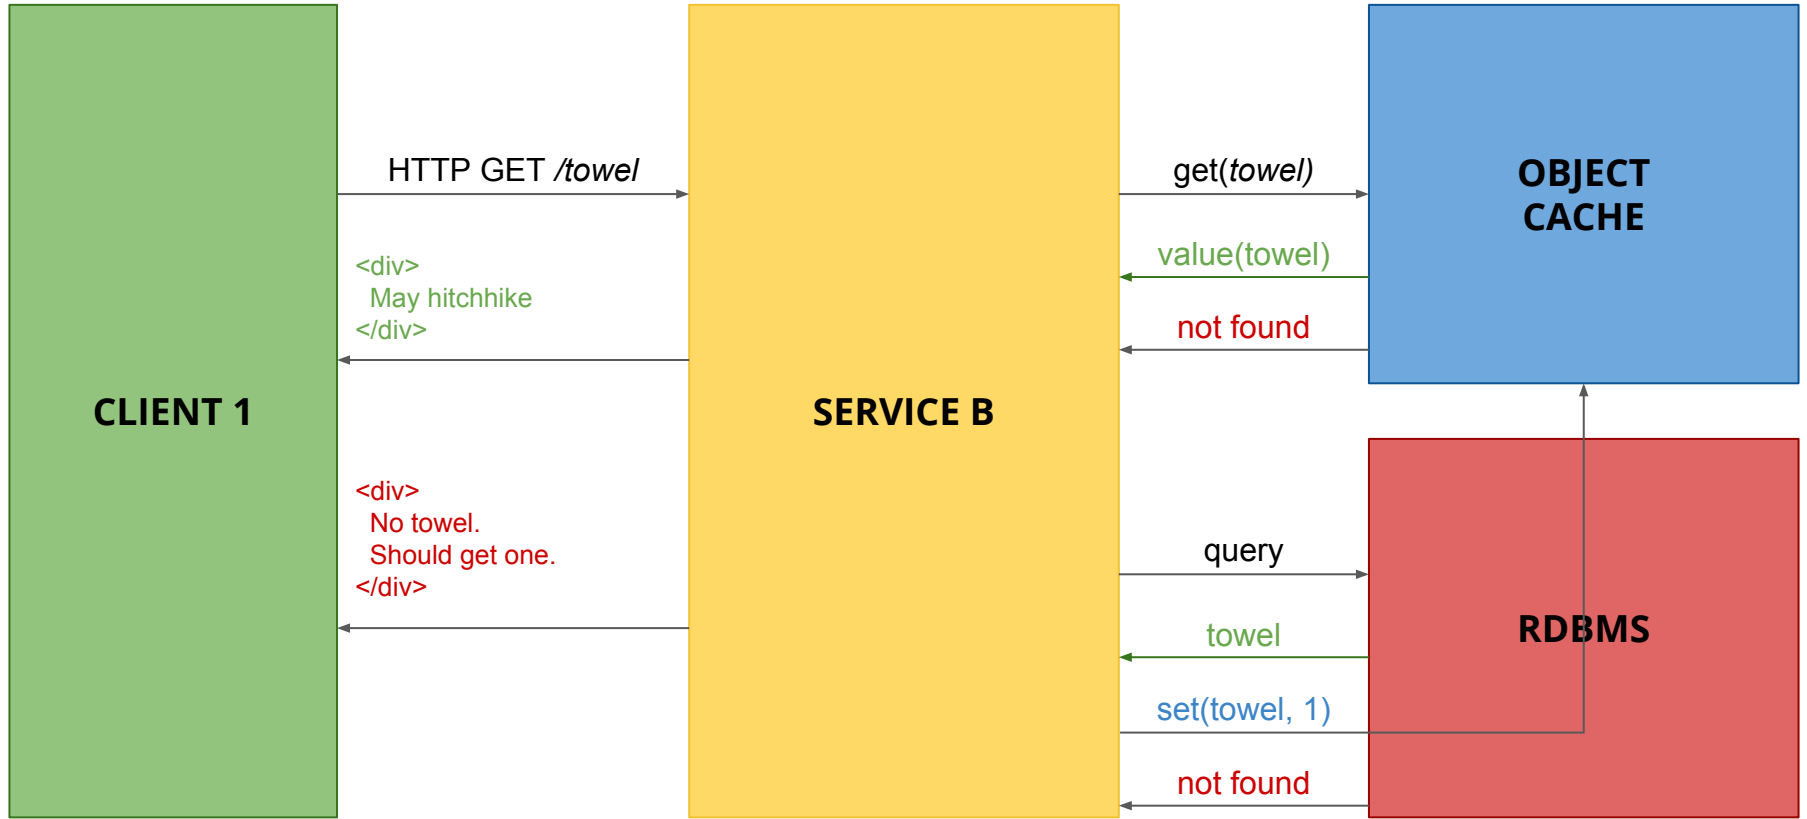 CLIENT 1
HTTP GET /towel
<div>
May hitchhike
</div>
<div>
No towel.
Should get one.
</div>
SERVICE B
get(towel)
value(towel)
not found
query
towel
set(towel, 1)
not found
OBJECT
CACHE
RDBMS